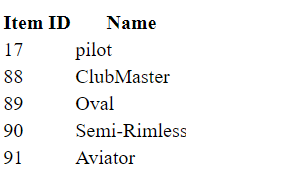 Item ID Name
17 pilot
88 ClubMaster
89 Oval
90 Semi-Rimless
91 Aviator